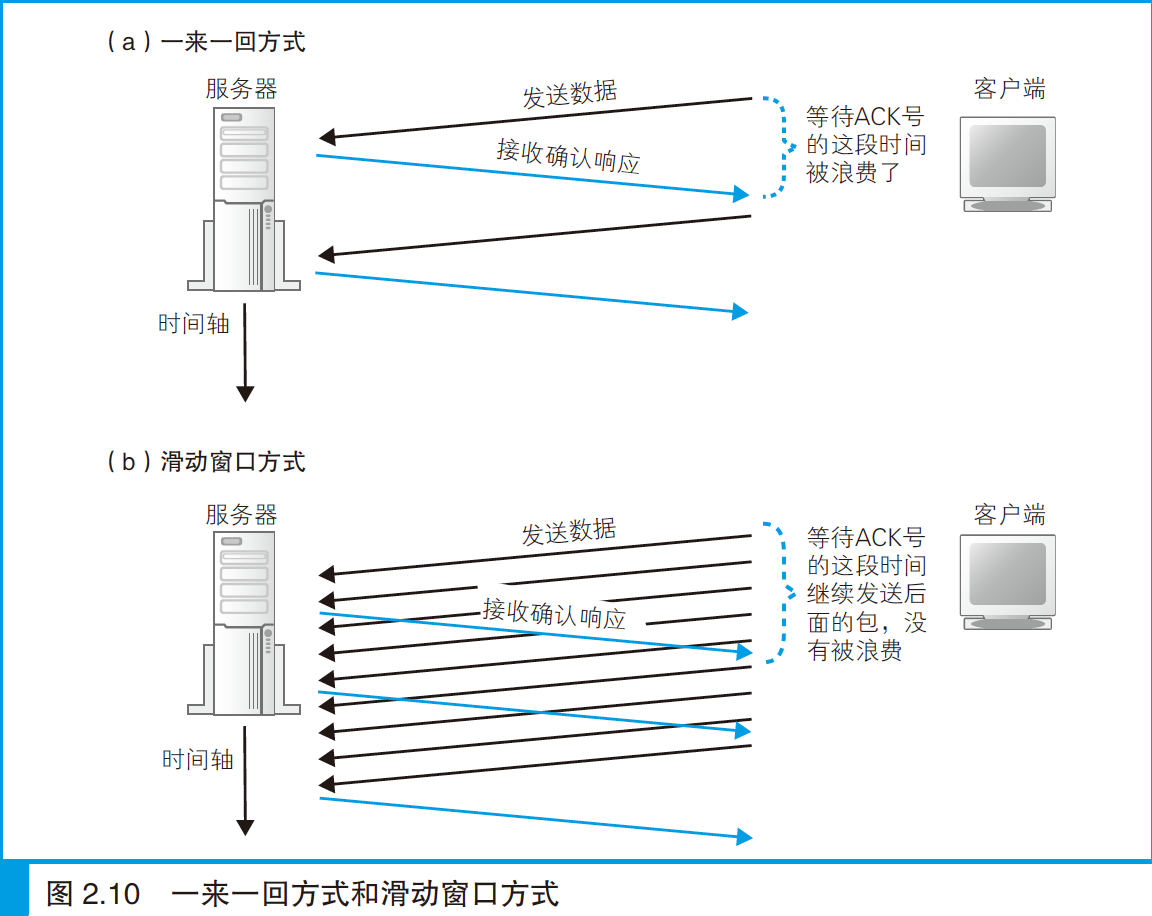 （a）一来一回方式
服务器
发送数据
客户端
接收确认响应
等待ACK号
的这段时间
被浪费了
时间轴
（b）滑动窗口方式
服务器
发送数据
客户端
接收确认响应
等待ACK号
的这段时间
继续发送后
面的包，没
有被浪费
时间轴
图 2.10 一来一回方式和滑动窗口方式